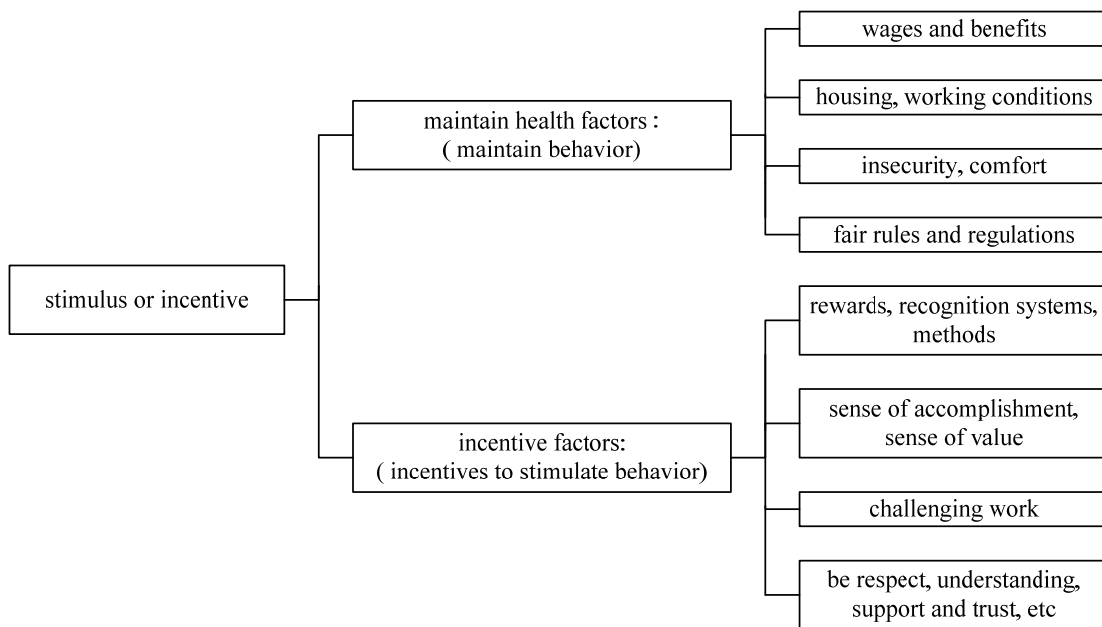 wages and benefits
housing, working conditions
maintain health factors :
( maintain behavior)
insecurity, comfort
fair rules and regulations
stimulus or incentive
rewards, recognition systems,
methods
sense of accomplishment,
sense of value
incentive factors:
( incentives to stimulate behavior)
challenging work
be respect, understanding,
support and trust, etc